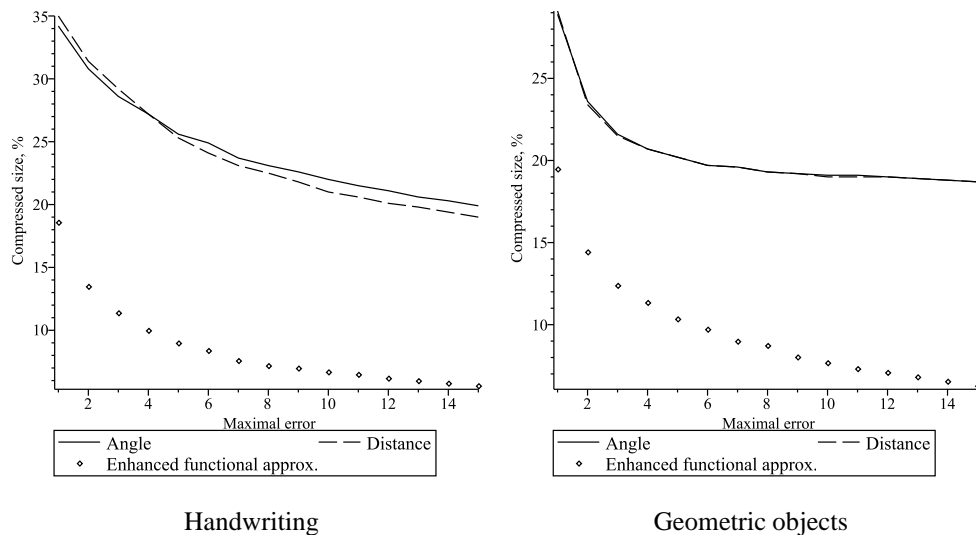 35
30
25
20
15
10
Compressed size, %
2 4 6 8 10 12 14
Maximal error
Angle Distance
Enhanced functional approx.
Handwriting
25
20
15
10
Compressed size, %
2 4 6 8 10 12 14
Maximal error
Angle Distance
Enhanced functional approx.
Geometric objects